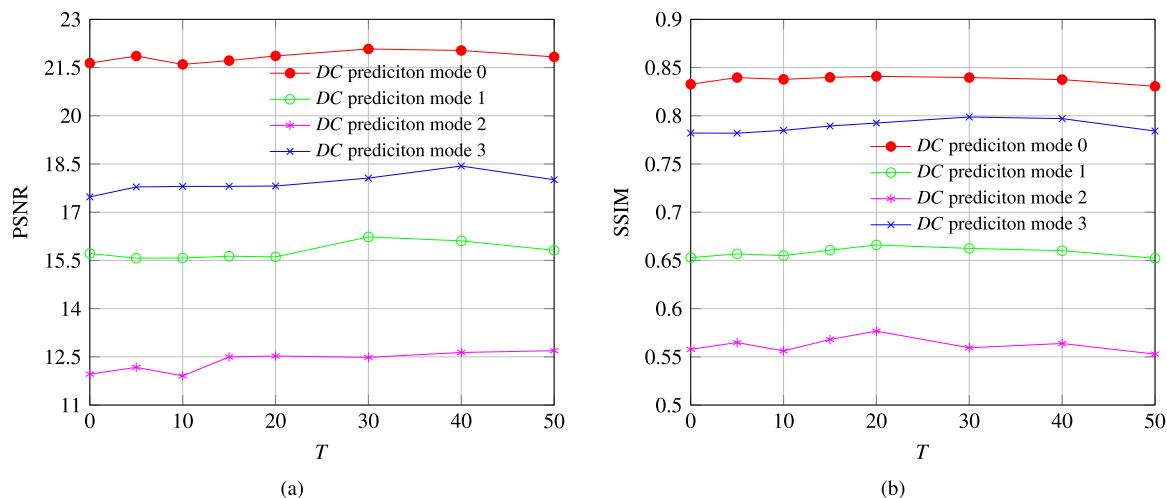 23
21.5
20
18.5
17
15.5
14
12.5
11
PSNR
DC prediciton mode 0
DC prediciton mode 1
DC prediciton mode 2
DC prediciton mode 3
0 10 20 30 40 50
T
(a)
0.9
0.85
0.8
0.75
0.7
0.65
0.6
0.55
0.5
SSIM
DC prediciton mode 0
DC prediciton mode 1
DC prediciton mode 2
DC prediciton mode 3
0 10 20 30 40 50
T
(b)